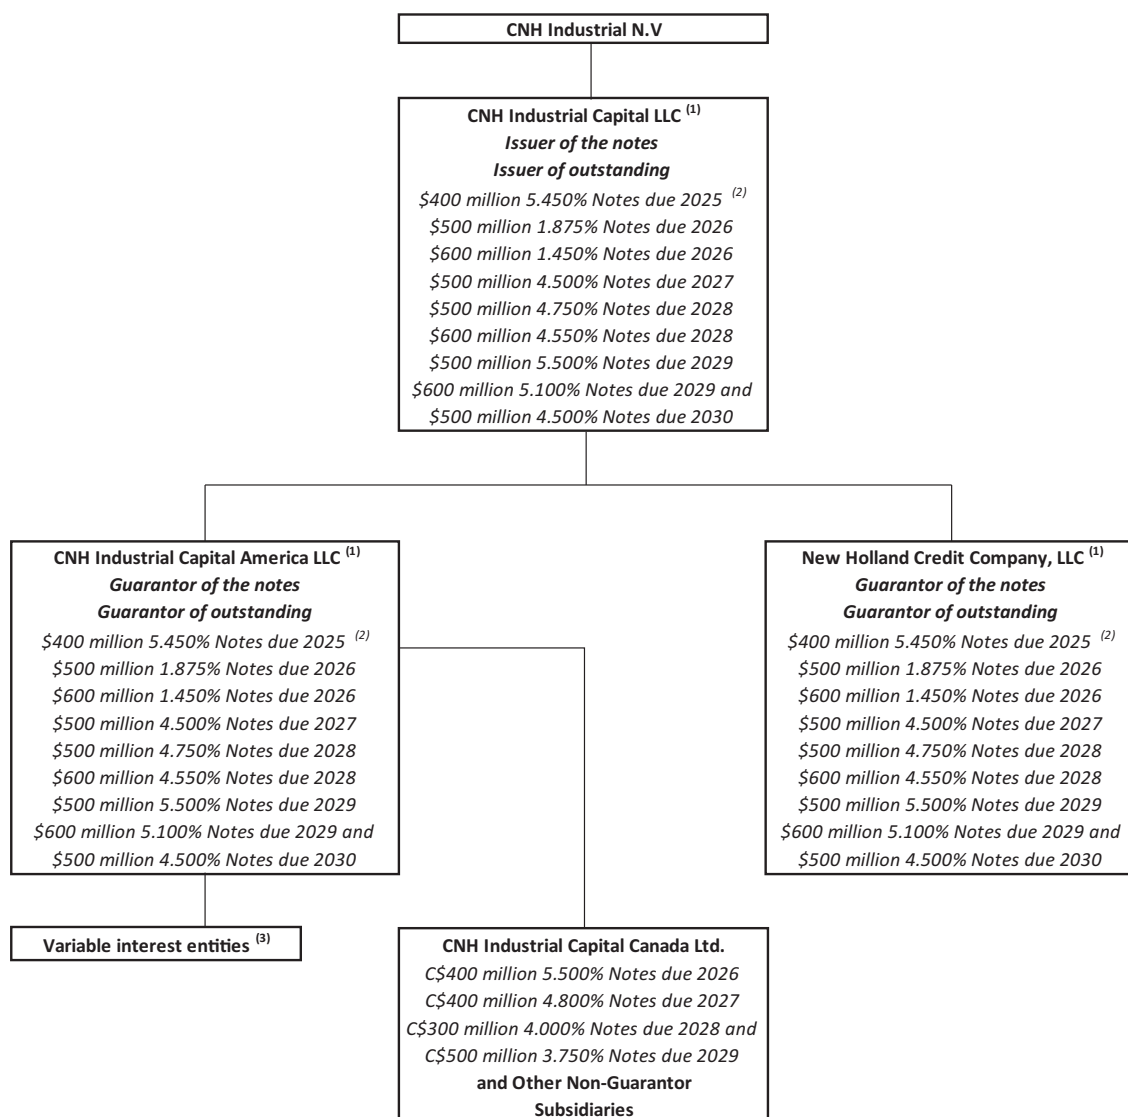 CNH Industrial N.V
CNH Industrial Capital LLC (1)
Issuer of the notes
Issuer of outstanding
$400 million 5.450% Notes due 2025 (2)
$500 million 1.875% Notes due 2026
$600 million 1.450% Notes due 2026
$500 million 4.500% Notes due 2027
$500 million 4.750% Notes due 2028
$600 million 4.550% Notes due 2028
$500 million 5.500% Notes due 2029
$600 million 5.100% Notes due 2029 and
$500 million 4.500% Notes due 2030
CNH Industrial Capital America LLC (1)
Guarantor of the notes
Guarantor of outstanding
$400 million 5.450% Notes due 2025 (2)
$500 million 1.875% Notes due 2026
$600 million 1.450% Notes due 2026
$500 million 4.500% Notes due 2027
$500 million 4.750% Notes due 2028
$600 million 4.550% Notes due 2028
$500 million 5.500% Notes due 2029
$600 million 5.100% Notes due 2029 and
$500 million 4.500% Notes due 2030
New Holland Credit Company, LLC (1)
Guarantor of the notes
Guarantor of outstanding
$400 million 5.450% Notes due 2025 (2)
$500 million 1.875% Notes due 2026
$600 million 1.450% Notes due 2026
$500 million 4.500% Notes due 2027
$500 million 4.750% Notes due 2028
$600 million 4.550% Notes due 2028
$500 million 5.500% Notes due 2029
$600 million 5.100% Notes due 2029 and
$500 million 4.500% Notes due 2030
Variable interest entities (3)
CNH Industrial Capital Canada Ltd.
C$400 million 5.500% Notes due 2026
C$400 million 4.800% Notes due 2027
C$300 million 4.000% Notes due 2028 and
C$500 million 3.750% Notes due 2029
and Other Non-Guarantor
Subsidiaries